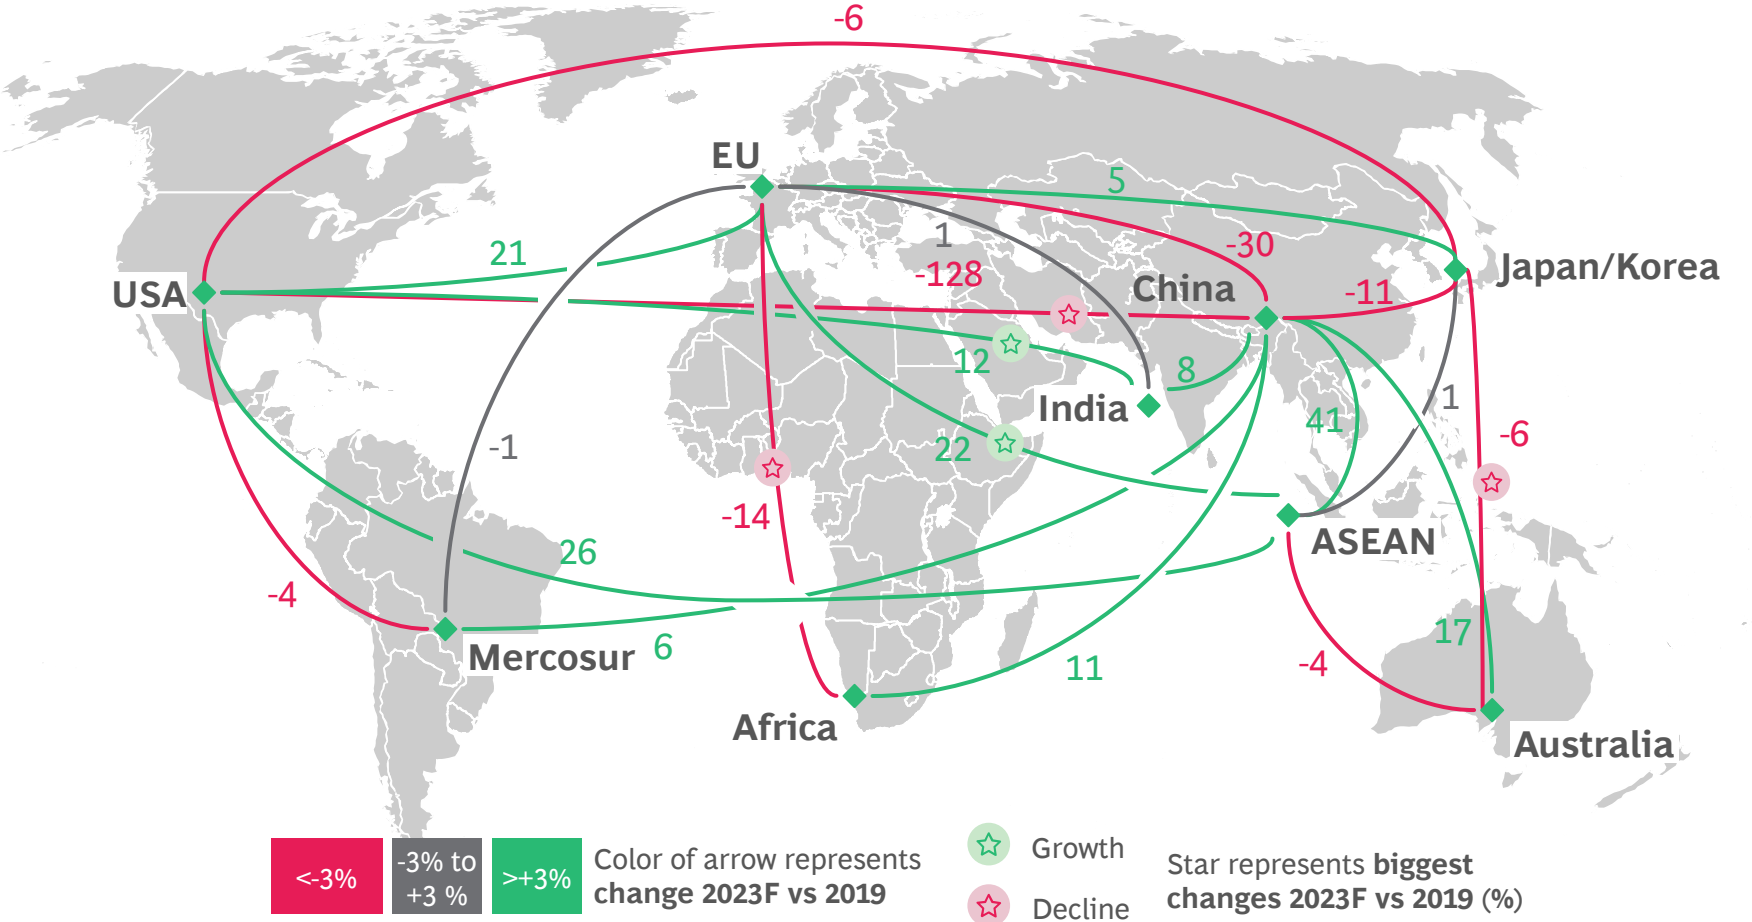 -6
EU
5
21
1
-30
-128
USA
China
Japan/Korea
-11
12
8
India
1
41
22
-1
-6
-14
ASEAN
26
-4
17
6
Mercosur
-4
11
Africa
Australia
<-3%
-3% to
+3 %
>+3%
Color of arrow represents
change 2023F vs 2019
Growth
Decline
Star represents biggest
changes 2023F vs 2019 (%)